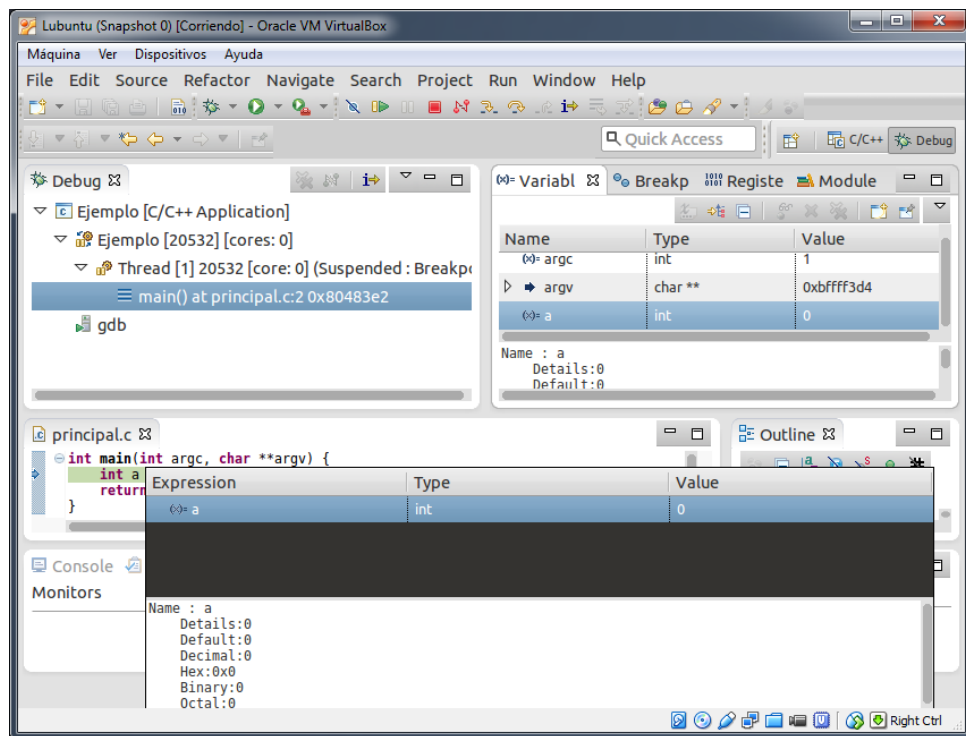 Lubuntu (Snapshot 0) [Corriendo] - Oracle VM VirtualBox
Máquina Ver Dispositivos Ayuda
File Edit Source Refactor Navigate Search Project Run Window Help
Quick Access
C/C++
Debug
Debug
Ejemplo [C/C++ Application]
Ejemplo [20532] [cores: 0]
Thread [1] 20532 [core: 0] (Suspended : Breakpo
main() at principal.c:2 0x80483e2
gdb
(x)= Variabl
Breakp
Registe
Module
Name Type Value
(x)= argc int 1
argv char ** 0xbffff3d4
(x)= a int 0
Name : a
Details:0
Default:0
principal.c
int main(int argc, char **argv) {
int a
return
}
Outline
Expression Type Value
(x)= a int 0
Console
Monitors
Name : a
Details:0
Default:0
Decimal:0
Hex:0x0
Binary:0
Octal:0
Right Ctrl